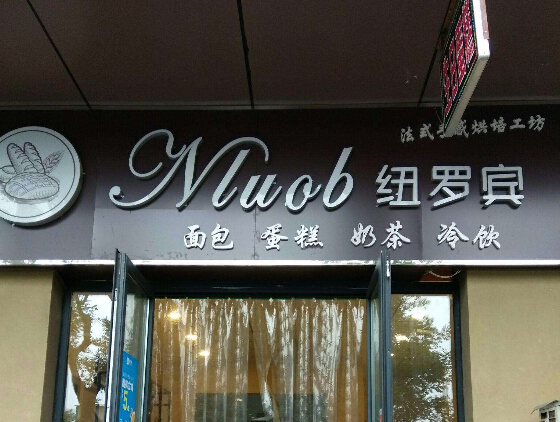 法式手感烘培工坊
Nluob 纽罗宾
面包 蛋糕 奶茶 冷饮